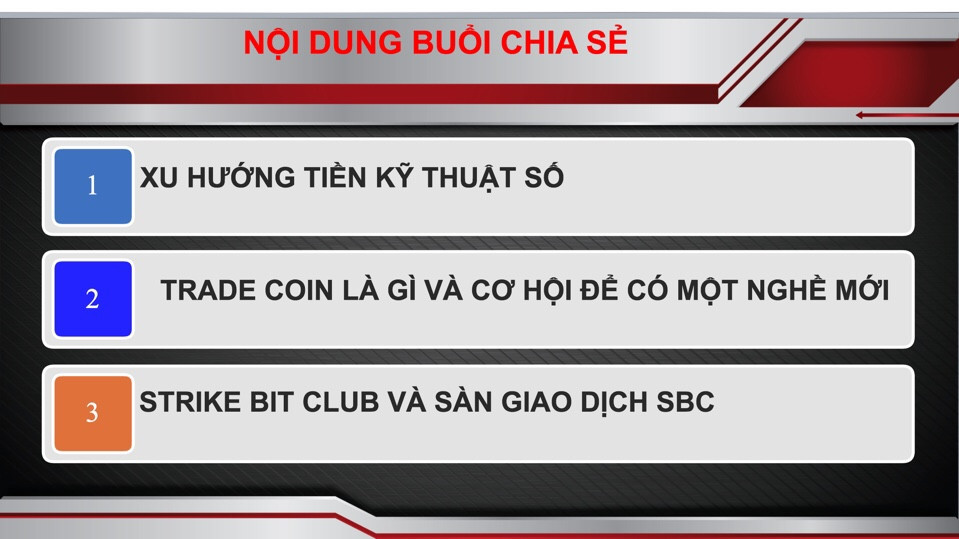 NỘI DUNG BUỔI CHIA SẺ
1
XU HƯỚNG TIỀN KỸ THUẬT SỐ
2
TRADE COIN LÀ GÌ VÀ CƠ HỘI ĐỂ CÓ MỘT NGHỀ MỚI
3
STRIKE BIT CLUB VÀ SÀN GIAO DỊCH SBC